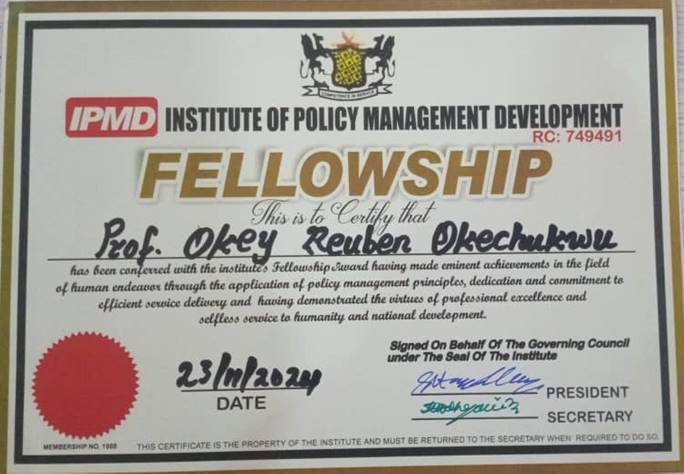 COMPETENCE & SERVICE
IPMD INSTITUTE OF POLICY MANAGEMENT DEVELOPMENT
RC: 749491
FELLOWSHIP
This is to Certify that
Prof. Okey Reuben Okechukwu
has been conferred with the institute's Fellowship Award having made eminent achievements in the field
of human endeavor through the application of policy management principles, dedication and commitment to
efficient service delivery and having demonstrated the virtues of professional excellence and
selfless service to humanity and national development.
Signed On Behalf Of The Governing Council
under The Seal Of The Institute
23/11/2024
DATE
PRESIDENT
SECRETARY
MEMBERSHIP NO. 1988
THIS CERTIFICATE IS THE PROPERTY OF THE INSTITUTE AND MUST BE RETURNED TO THE SECRETARY WHEN REQUIRED TO DO SO.